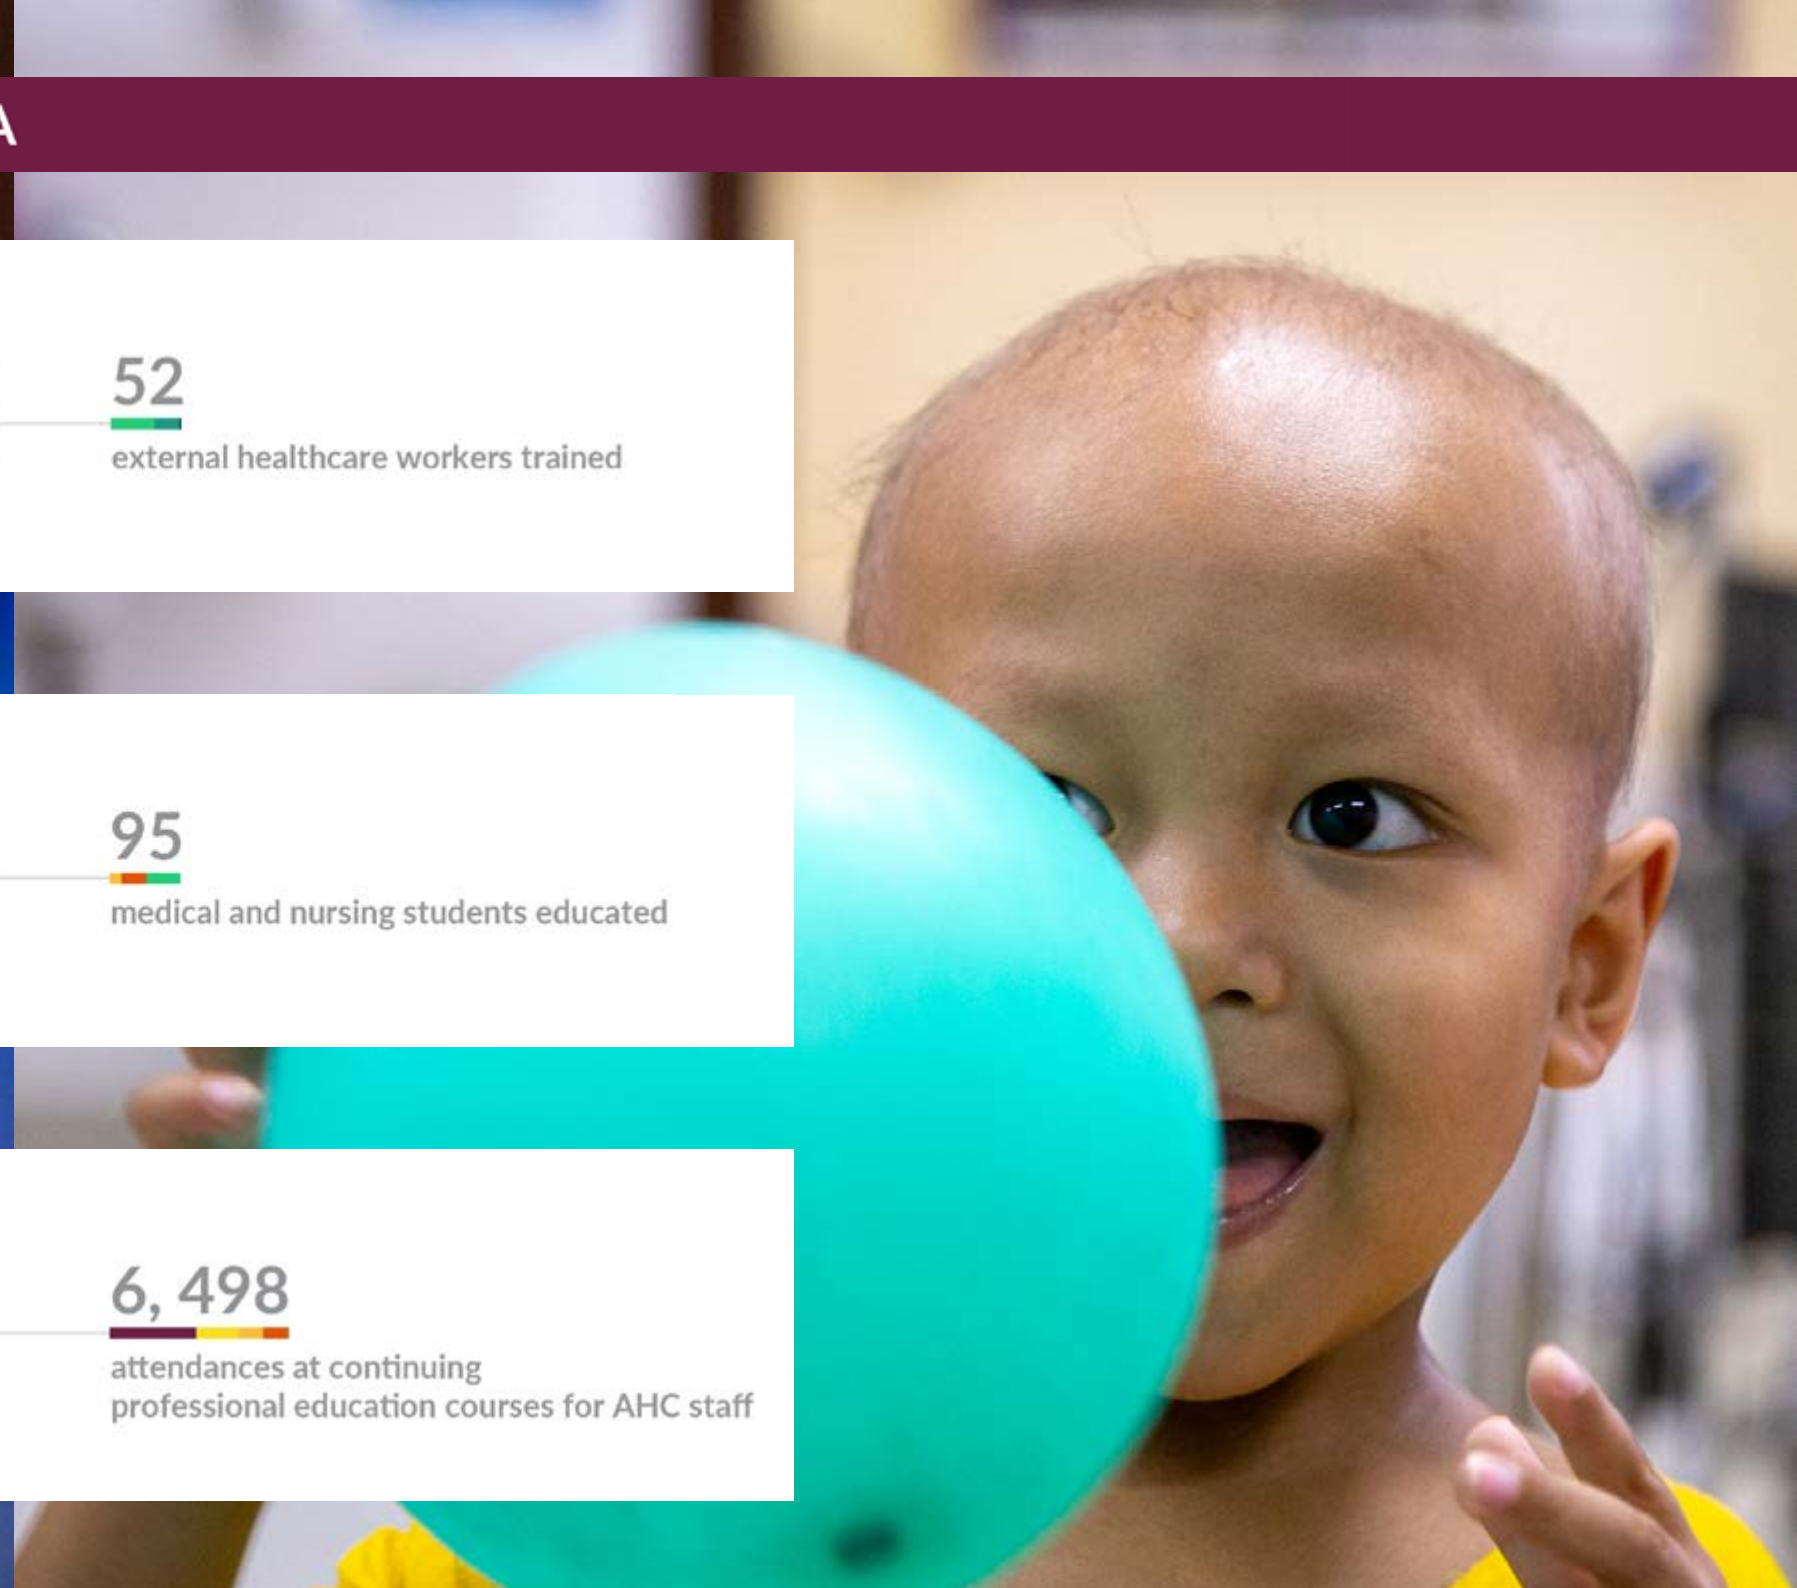 A
52
external healthcare workers trained
95
medical and nursing students educated
6, 498
attendances at continuing
professional education courses for AHC staff